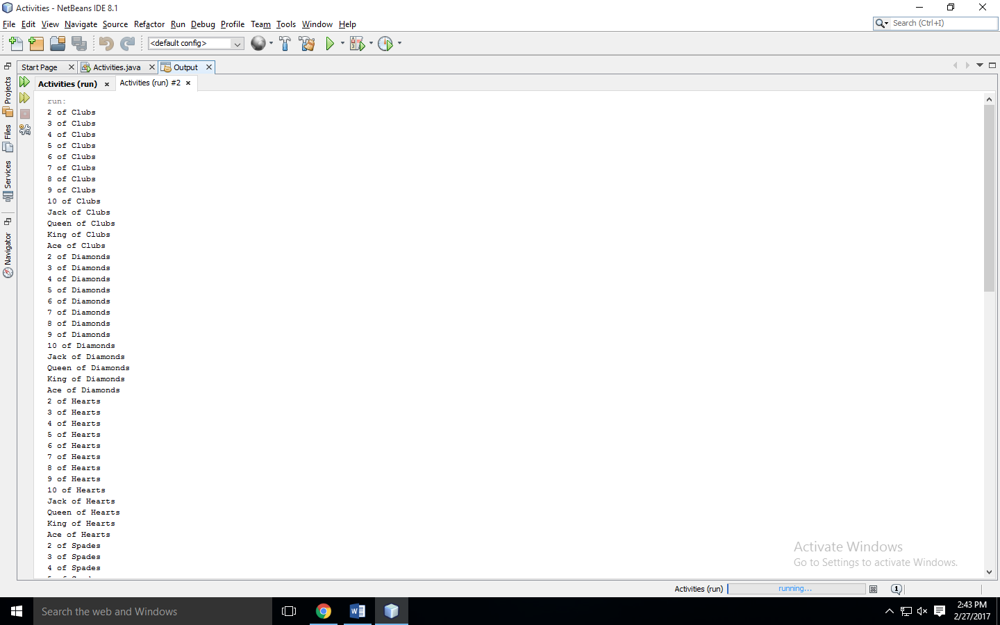 Activities - NetBeans IDE 8.1
File Edit View Navigate Source Refactor Run Debug Profile Team Tools Window Help
Search (Ctrl+I)
<default config>
Start Page Activities.java Output
Activities (run) Activities (run) #2
Projects
Files
Services
Navigator
run:
2 of Clubs
3 of Clubs
4 of Clubs
5 of Clubs
6 of Clubs
7 of Clubs
8 of Clubs
9 of Clubs
10 of Clubs
Jack of Clubs
Queen of Clubs
King of Clubs
Ace of Clubs
2 of Diamonds
3 of Diamonds
4 of Diamonds
5 of Diamonds
6 of Diamonds
7 of Diamonds
8 of Diamonds
9 of Diamonds
10 of Diamonds
Jack of Diamonds
Queen of Diamonds
King of Diamonds
Ace of Diamonds
2 of Hearts
3 of Hearts
4 of Hearts
5 of Hearts
6 of Hearts
7 of Hearts
8 of Hearts
9 of Hearts
10 of Hearts
Jack of Hearts
Queen of Hearts
King of Hearts
Ace of Hearts
2 of Spades
3 of Spades
4 of Spades
Activate Windows
Go to Settings to activate Windows.
Activities (run) running... 1
Search the web and Windows
2:43 PM
2/27/2017